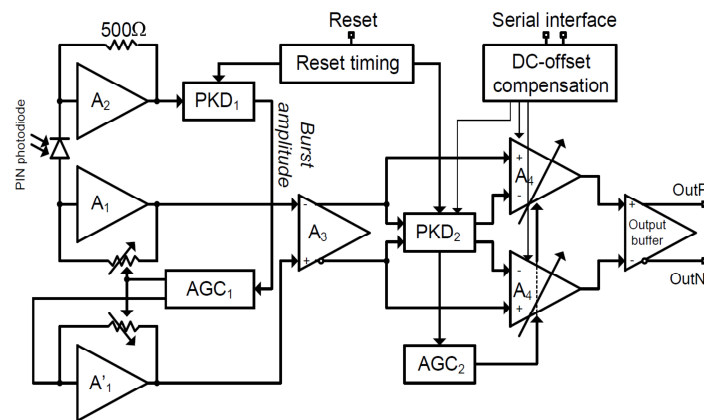 Reset
Serial interface
500Ω
Reset timing
DC-offset
compensation
A2
PKD1
PIN photodiode
Burst
amplitude
A1
A3
PKD2
A4
A4
+
-
-
+
-
+
+
-
OutP
Output
buffer
OutN
AGC1
AGC2
A'1